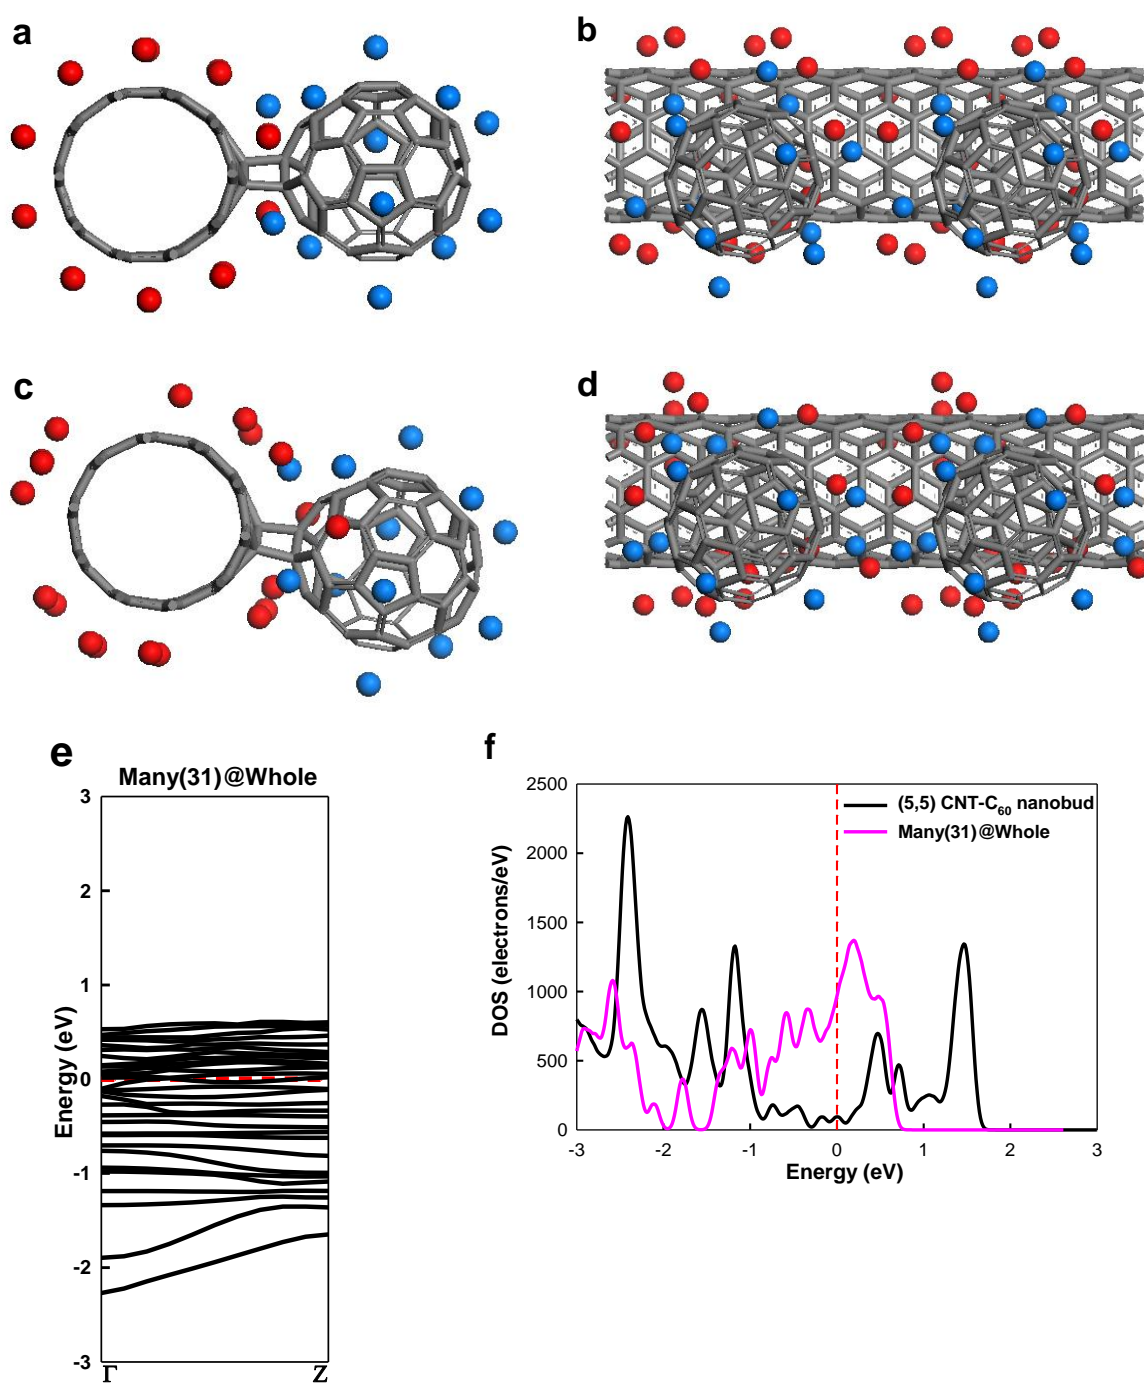 a
b
c
d
e
Many(31)@Whole
3
2
1
0
-1
-2
-3
Energy (eV)
Γ
Z
f
2500
2000
1500
1000
500
0
DOS (electrons/eV)
(5,5) CNT-C60 nanobud
Many(31)@Whole
-3
-2
-1
0
1
2
3
Energy (eV)